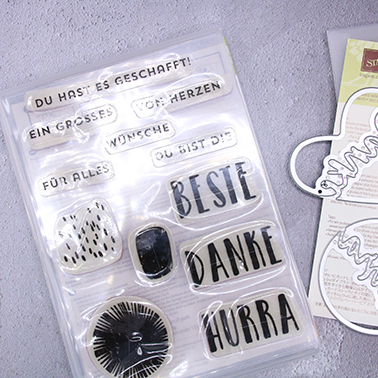 DU HAST ES GESCHAFFT!
EIN GROSSES
VON HERZEN
WÜNSCHE
DU BIST DIE
FÜR ALLES
BESTE
DANKE
HURRA